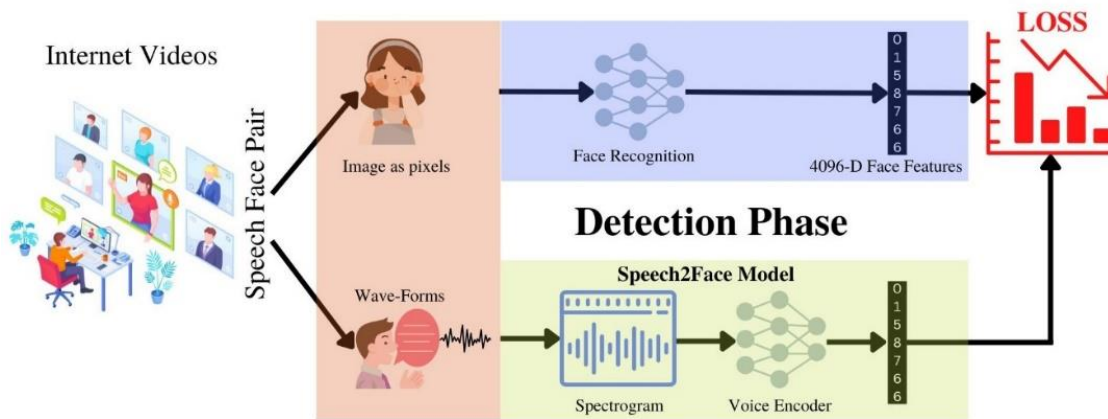 Internet Videos
Speech Face Pair
Image as pixels
Face Recognition
0
1
5
8
7
6
6
4096-D Face Features
LOSS
Detection Phase
Speech2Face Model
Wave-Forms
Spectrogram
Voice Encoder
0
1
5
8
7
6
6